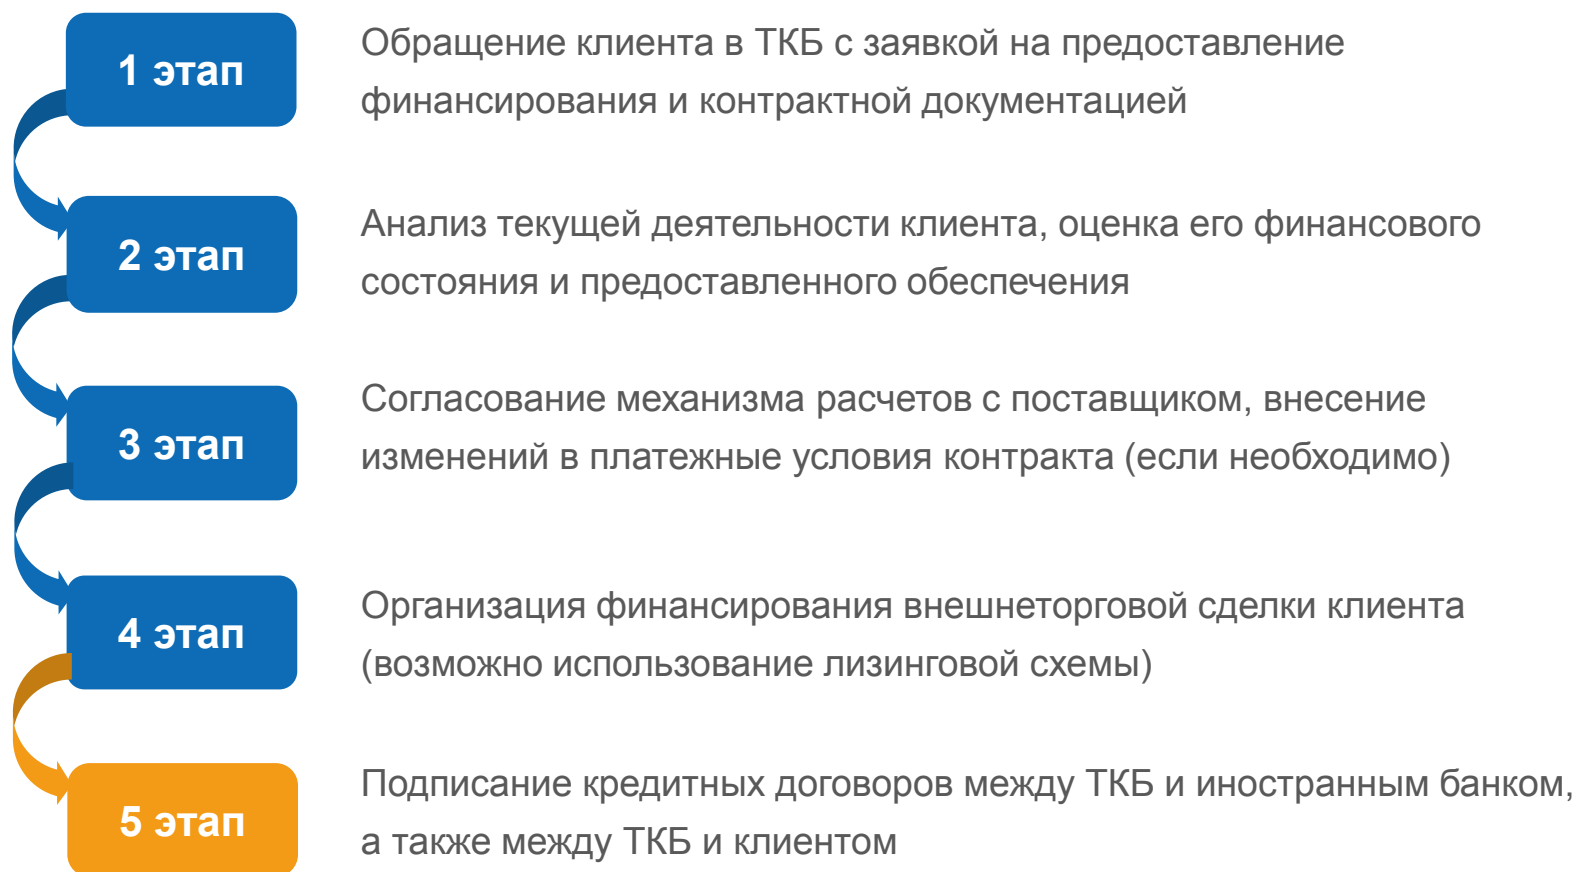 1 этап
Обращение клиента в ТКБ с заявкой на предоставление
финансирования и контрактной документацией
2 этап
Анализ текущей деятельности клиента, оценка его финансового
состояния и предоставленного обеспечения
3 этап
Согласование механизма расчетов с поставщиком, внесение
изменений в платежные условия контракта (если необходимо)
4 этап
Организация финансирования внешнеторговой сделки клиента
(возможно использование лизинговой схемы)
5 этап
Подписание кредитных договоров между ТКБ и иностранным банком,
а также между ТКБ и клиентом